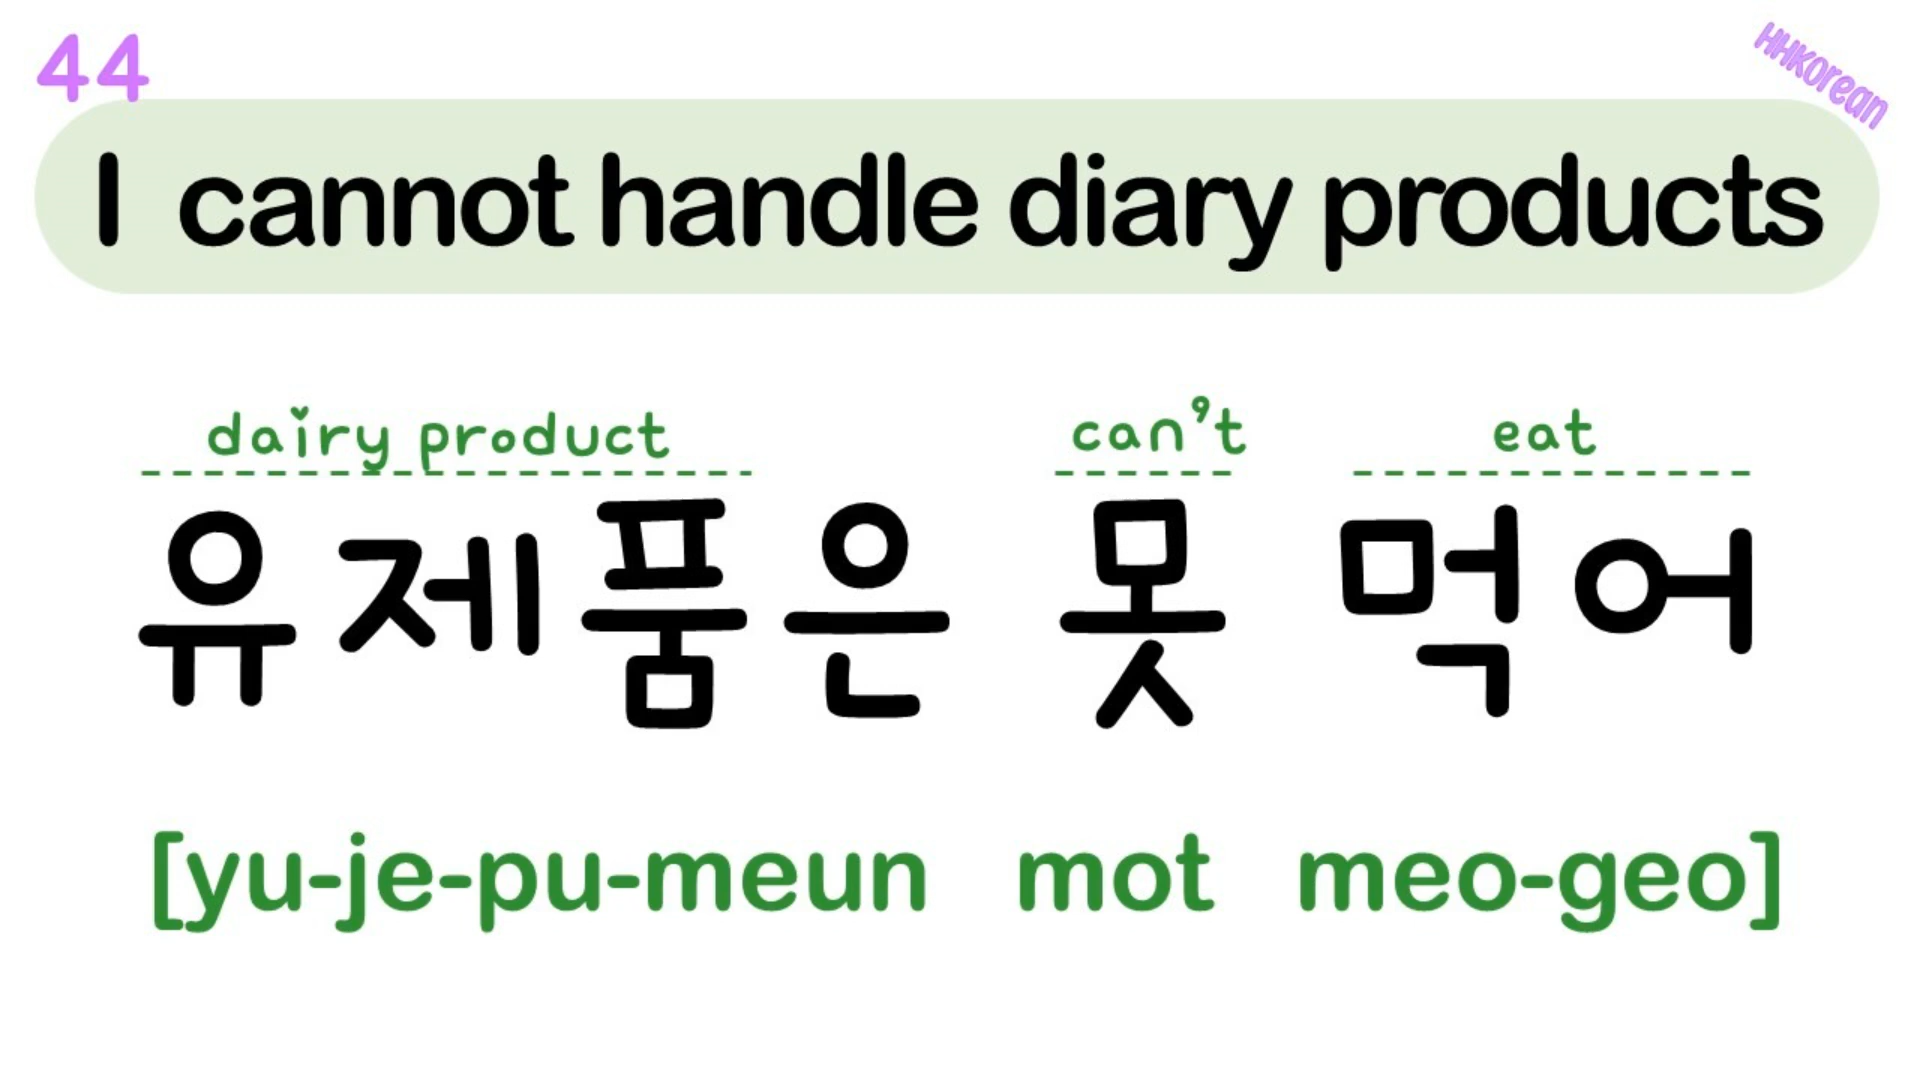 44
HHKorean
I cannot handle diary products
dairy product can't eat
유제품은 못 먹어
[yu-je-pu-meun mot meo-geo]